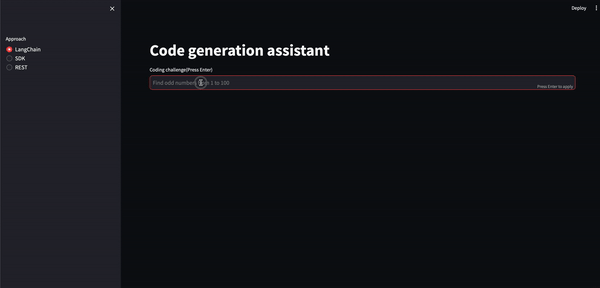 Deploy
Approach
LangChain
SDK
REST
Code generation assistant
Coding challenge(Press Enter)
Find odd numbers 1 to 100
Press Enter to apply